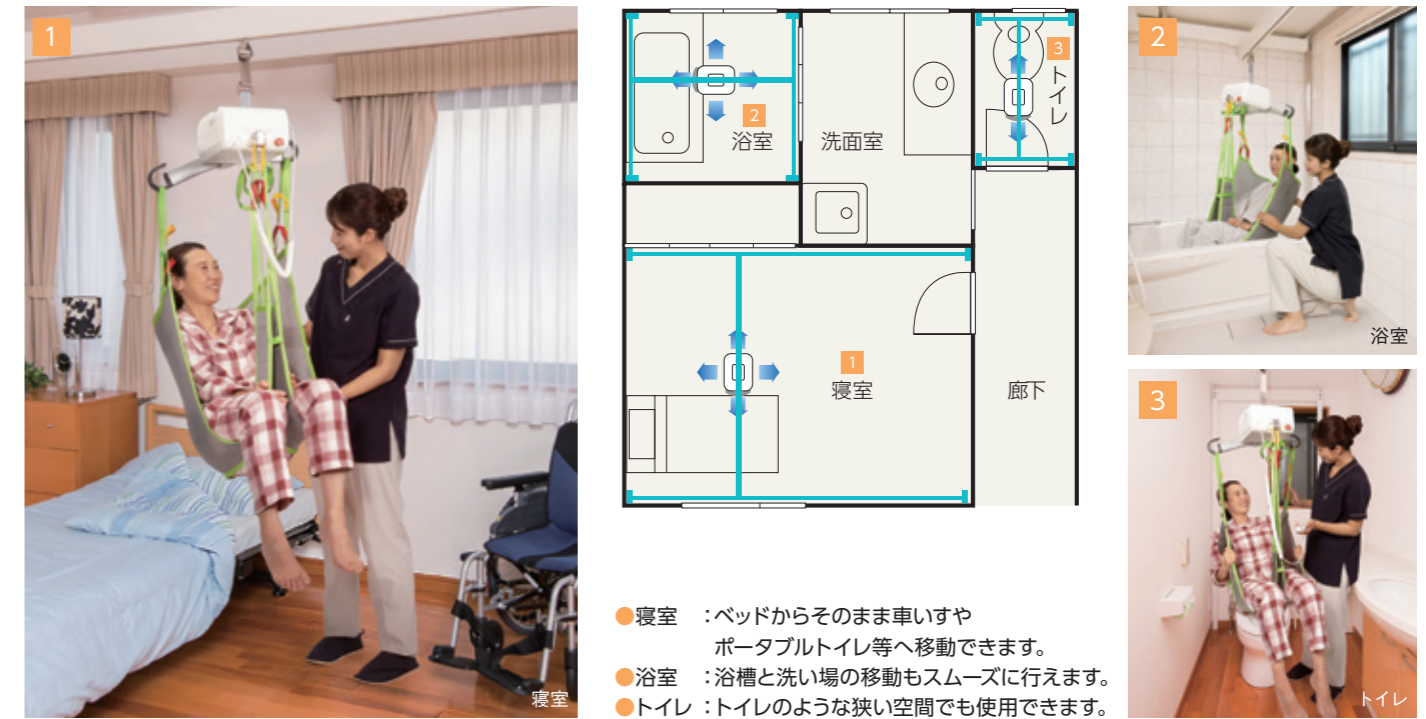 1
寝室
2
浴室
洗面室
3
トイレ
1
寝室
廊下
●寝室 :ベッドからそのまま車いすや
ポータブルトイレ等へ移動できます。
●浴室 :浴槽と洗い場の移動もスムーズに行えます。
●トイレ:トイレのような狭い空間でも使用できます。
2
浴室
3
トイレ